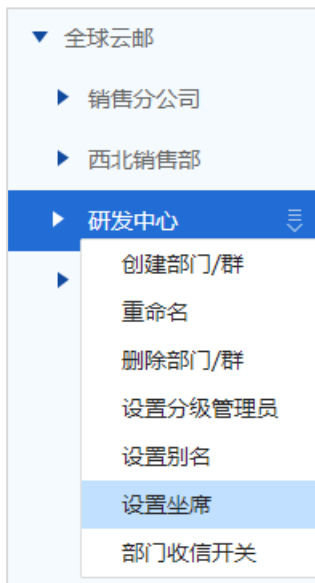 全球云邮
销售分公司
西北销售部
研发中心
创建部门/群
重命名
删除部门/群
设置分级管理员
设置别名
设置坐席
部门收信开关